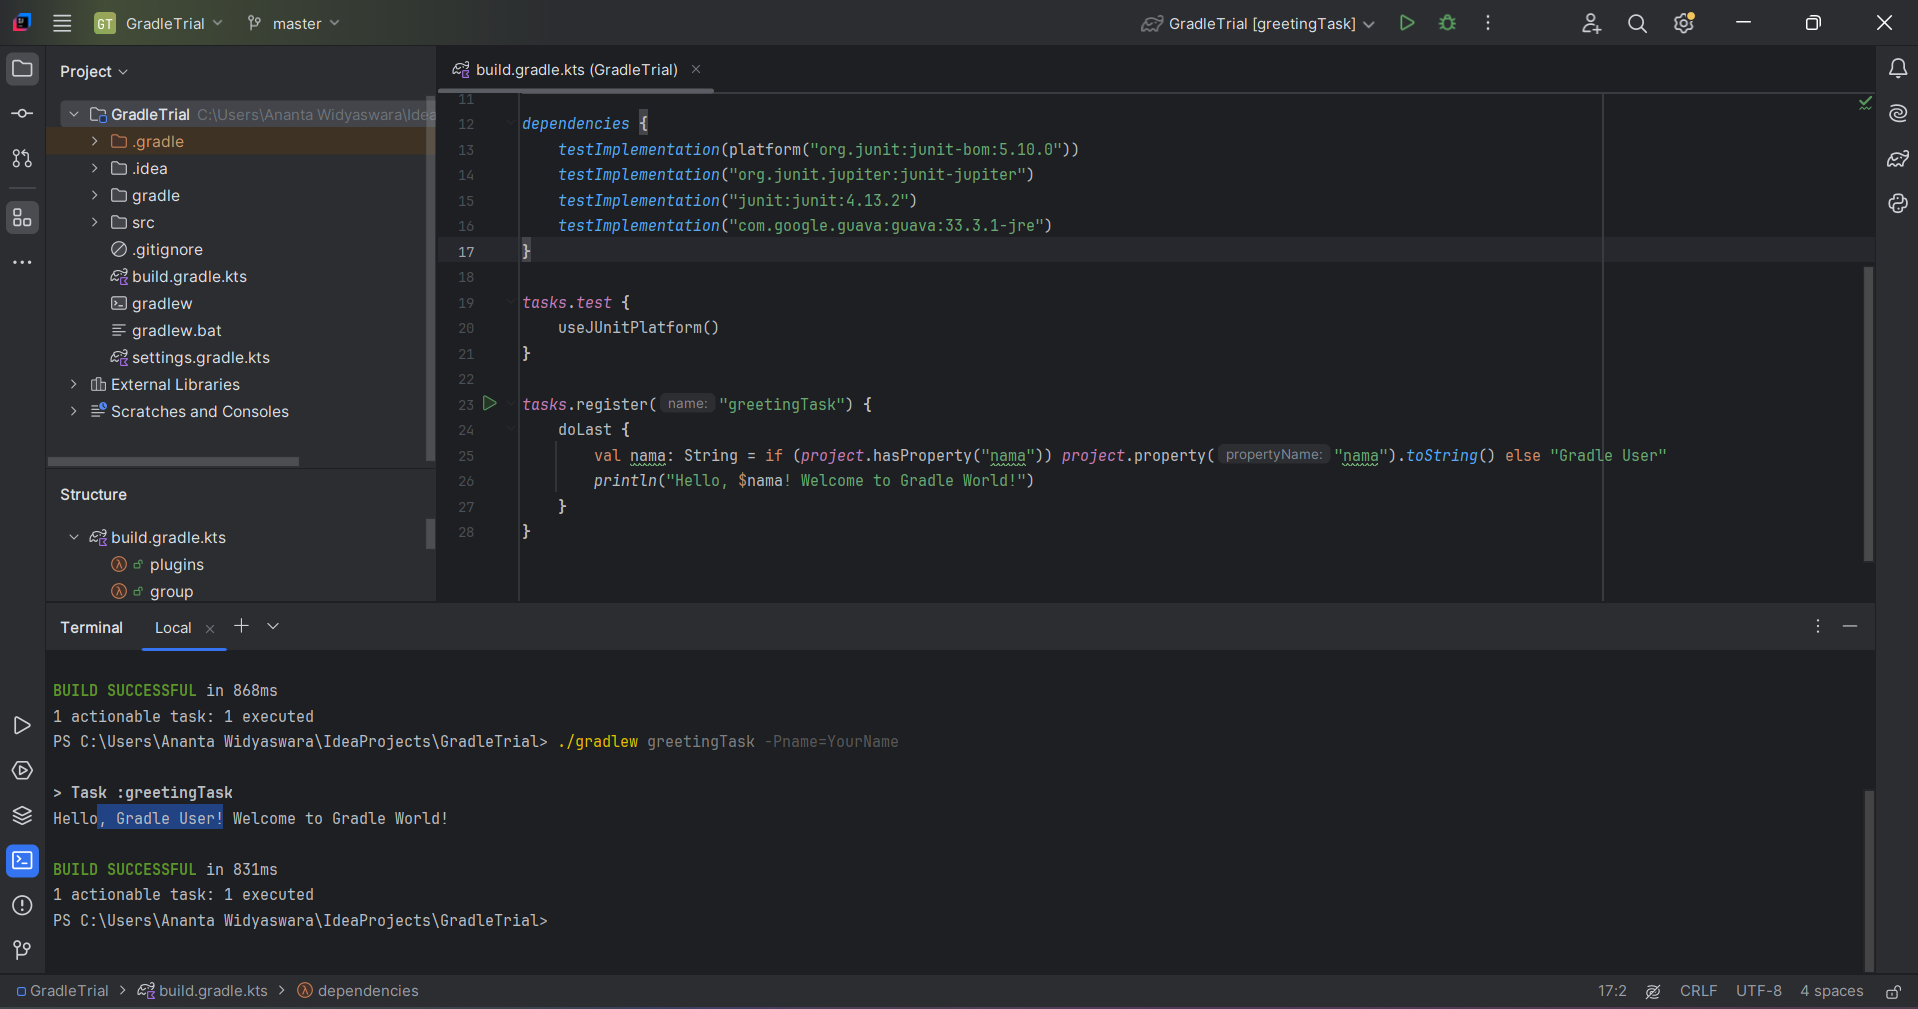 GT GradleTrial master GradleTrial [greetingTask]
Project
GradleTrial C:\Users\Ananta Widyaswara\Idea
.gradle
.idea
gradle
src
.gitignore
build.gradle.kts
gradlew
gradlew.bat
settings.gradle.kts
External Libraries
Scratches and Consoles
Structure
build.gradle.kts
plugins
group
build.gradle.kts (GradleTrial)
11
12 dependencies {
13 testImplementation(platform("org.junit:junit-bom:5.10.0"))
14 testImplementation("org.junit.jupiter:junit-jupiter")
15 testImplementation("junit:junit:4.13.2")
16 testImplementation("com.google.guava:guava:33.3.1-jre")
17 }
18
19 tasks.test {
20 useJUnitPlatform()
21 }
22
23 tasks.register( name: "greetingTask") {
24 doLast {
25 val nama: String = if (project.hasProperty("nama")) project.property( propertyName: "nama").toString() else "Gradle User"
26 println("Hello, $nama! Welcome to Gradle World!")
27 }
28 }
Terminal Local
BUILD SUCCESSFUL in 868ms
1 actionable task: 1 executed
PS C:\Users\Ananta Widyaswara\IdeaProjects\GradleTrial> ./gradlew greetingTask -Pname=YourName
> Task :greetingTask
Hello, Gradle User! Welcome to Gradle World!
BUILD SUCCESSFUL in 831ms
1 actionable task: 1 executed
PS C:\Users\Ananta Widyaswara\IdeaProjects\GradleTrial>
GradleTrial > build.gradle.kts > dependencies 17:2 CRLF UTF-8 4 spaces